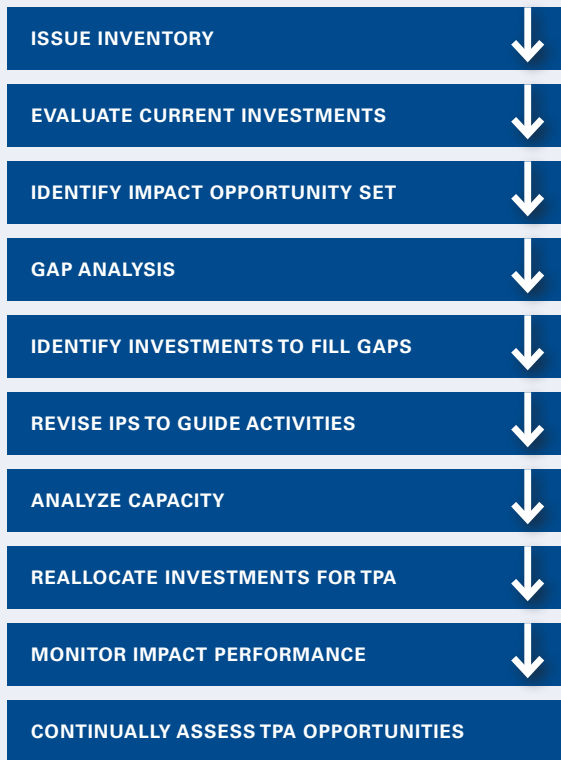 ISSUE INVENTORY
EVALUATE CURRENT INVESTMENTS
IDENTIFY IMPACT OPPORTUNITY SET
GAP ANALYSIS
IDENTIFY INVESTMENTS TO FILL GAPS
REVISE IPS TO GUIDE ACTIVITIES
ANALYZE CAPACITY
REALLOCATE INVESTMENTS FOR TPA
MONITOR IMPACT PERFORMANCE
CONTINUALLY ASSESS TPA OPPORTUNITIES